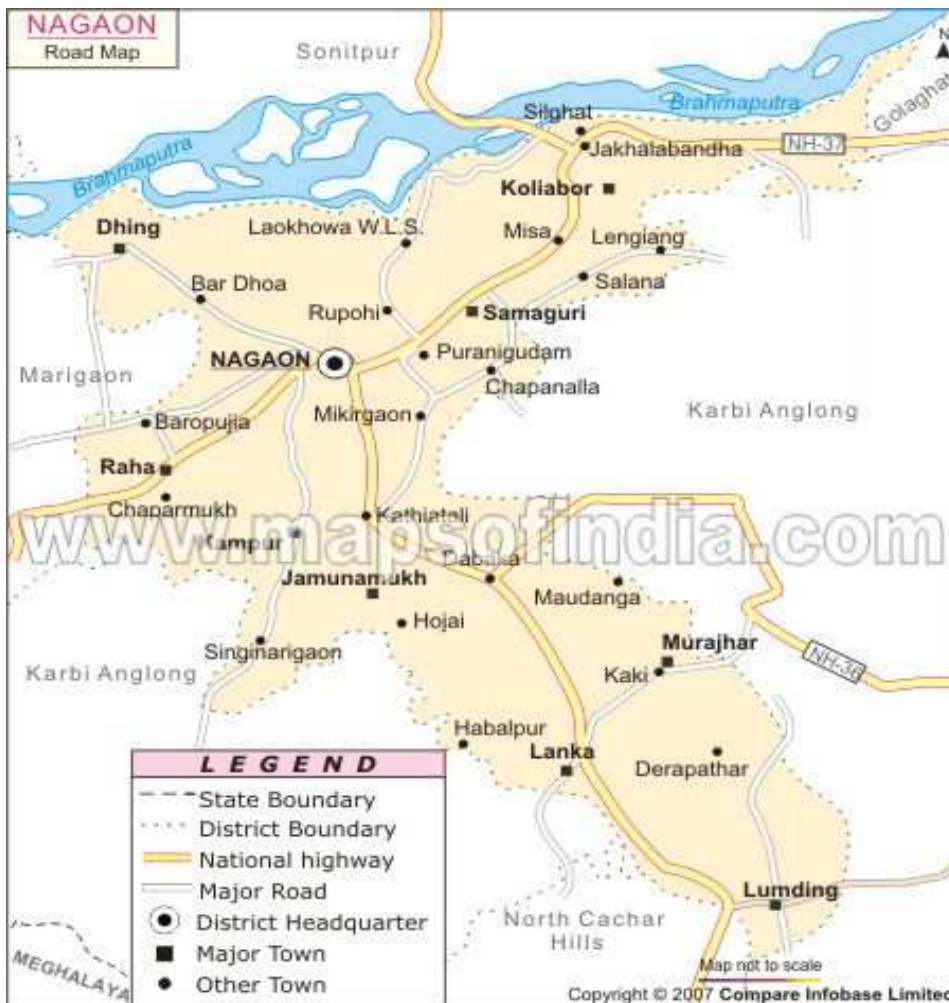 NAGAON
Road Map
Sonitpur
N
Golaghat
Brahmaputra
Brahmaputra
Silghat
Jakhalabandha
NH-37
Koliabor
Dhing
Laokhowa W.L.S.
Misa
Lengiang
Bar Dhoa
Salana
Rupohi
Samaguri
NAGAON
Puranigudam
Marigaon
Chapanalla
Mikirgaon
Karbi Anglong
Baropujia
Raha
Chaparmukh
Kathiatali
www.mapsofindia.com
Kampur
Dabaka
Jamunamukh
Maudanga
Hojai
Singinarigaon
Murajhar
Karbi Anglong
Kaki
NH-36
Habalpur
Lanka
Derapathar
LEGEND
State Boundary
District Boundary
National highway
Major Road
District Headquarter
Major Town
Other Town
Lumding
North Cachar
Hills
MEGHALAYA
Map not to scale
Copyright © 2007 Compare Infobase Limited